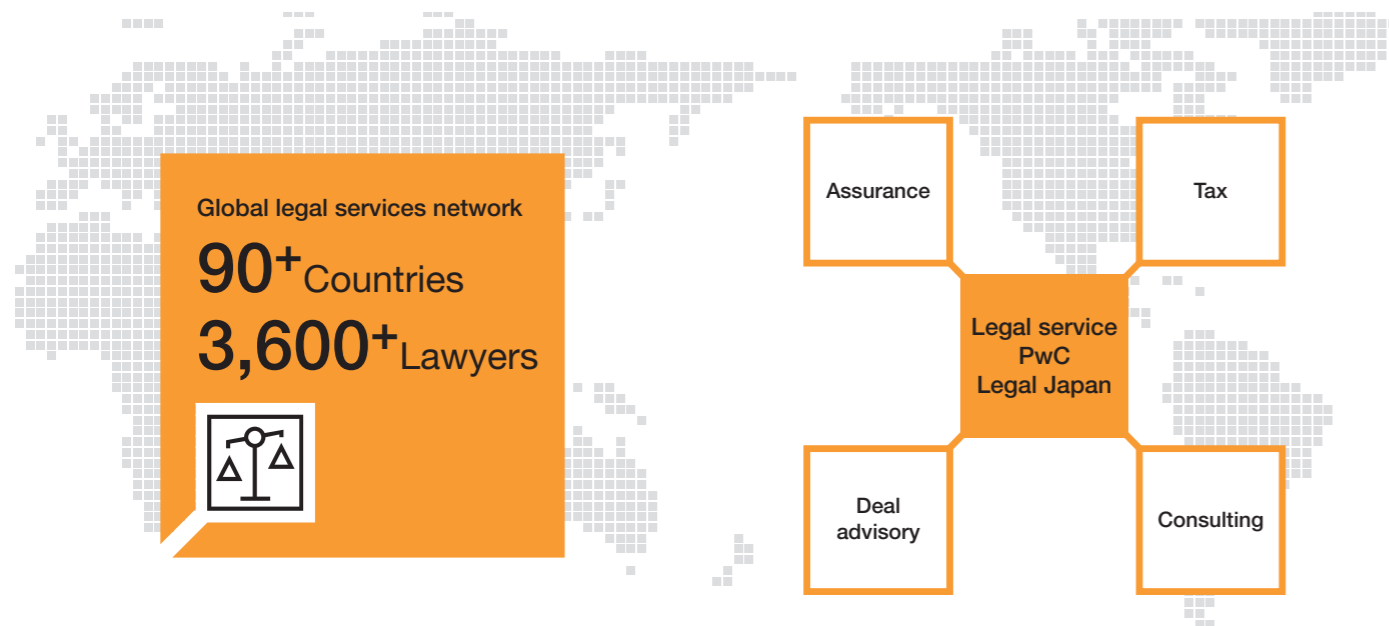 Global legal services network
90+Countries
3,600+Lawyers
Assurance
Tax
Legal service
PwC
Legal Japan
Deal
advisory
Consulting